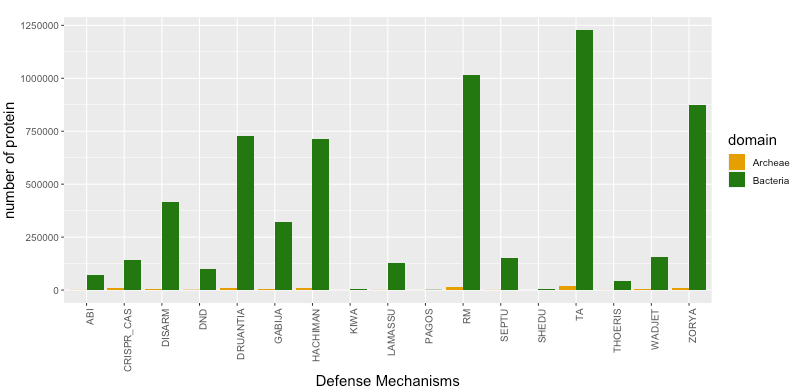 1250000
1000000
750000
500000
250000
0
number of protein
ABI
CRISPR_CAS
DISARM
DND
DRUANTIA
GABIJA
HACHIMAN
KIWA
LAMASSU
PAGOS
RM
SEPTU
SHEDU
TA
THOERIS
WADJET
ZORYA
Defense Mechanisms
domain
Archeae
Bacteria